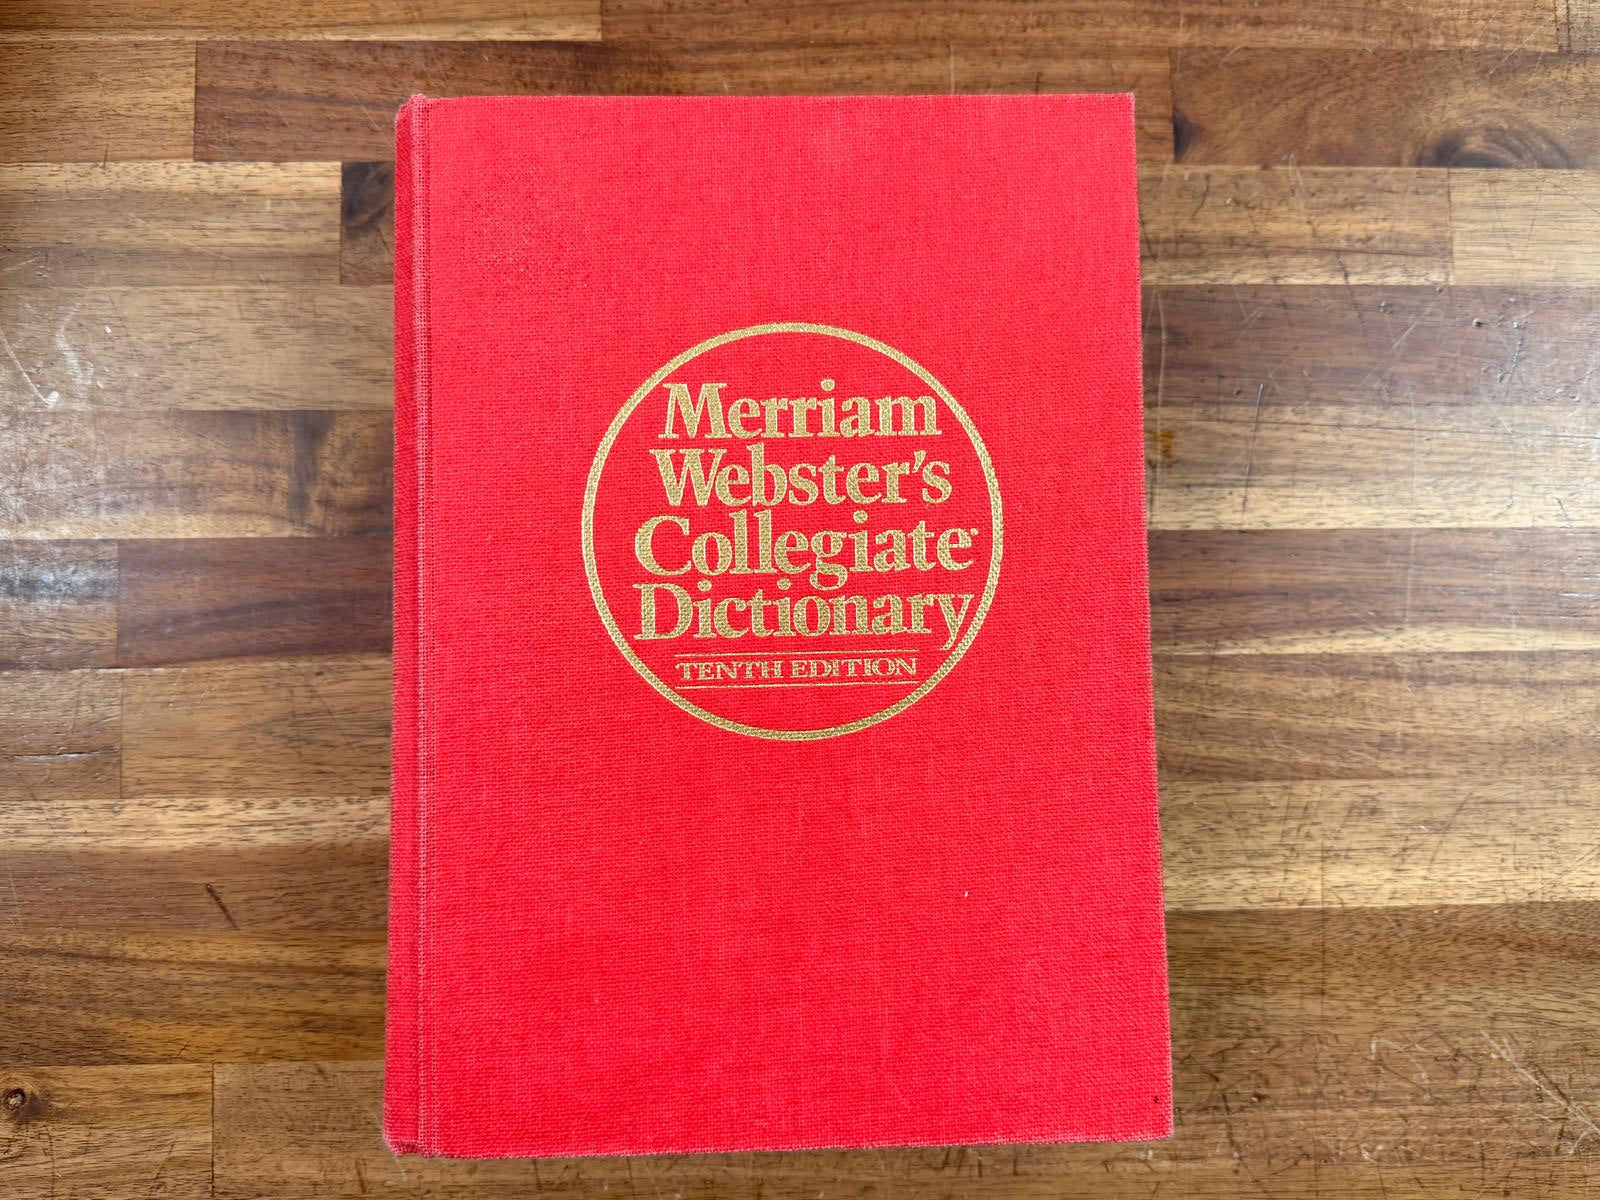 Merriam
Webster's
Collegiate®
Dictionary
TENTH EDITION